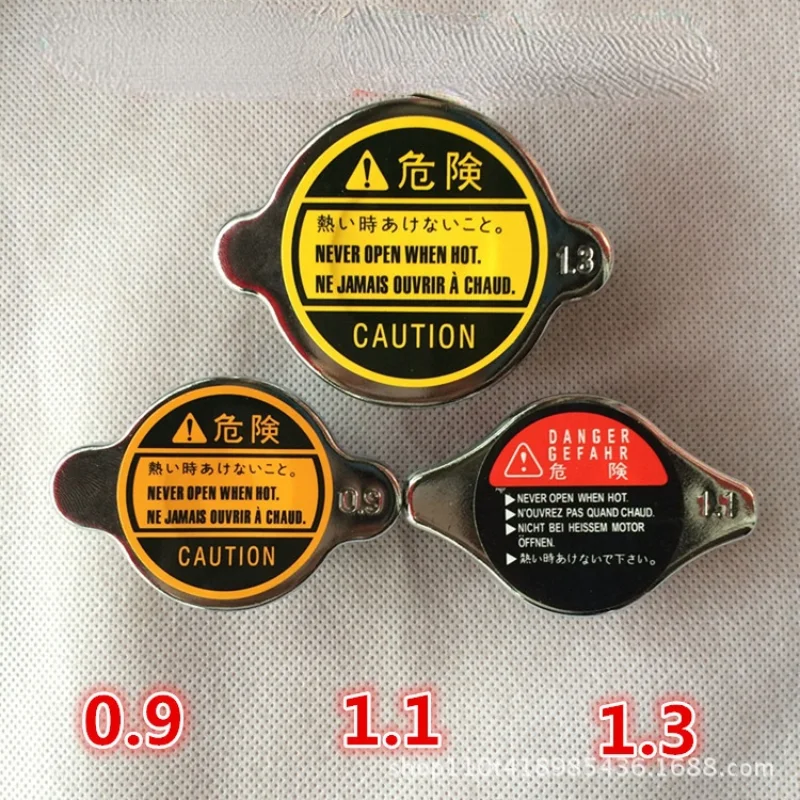 危険
熱い時あけないこと。
NEVER OPEN WHEN HOT.
NE JAMAIS OUVRIR À CHAUD.
CAUTION
1.3
危険
熱い時あけないこと。
NEVER OPEN WHEN HOT.
NE JAMAIS OUVRIR À CHAUD.
CAUTION
0.9
DANGER
GEFAHR
危険
NEVER OPEN WHEN HOT.
N'OUVREZ PAS QUAND CHAUD.
NICHT BEI HEISSEM MOTOR
ÖFFNEN.
熱い時あけないで下さい。
1.1
0.9
1.1
1.3
shop110t418985436.1688.com